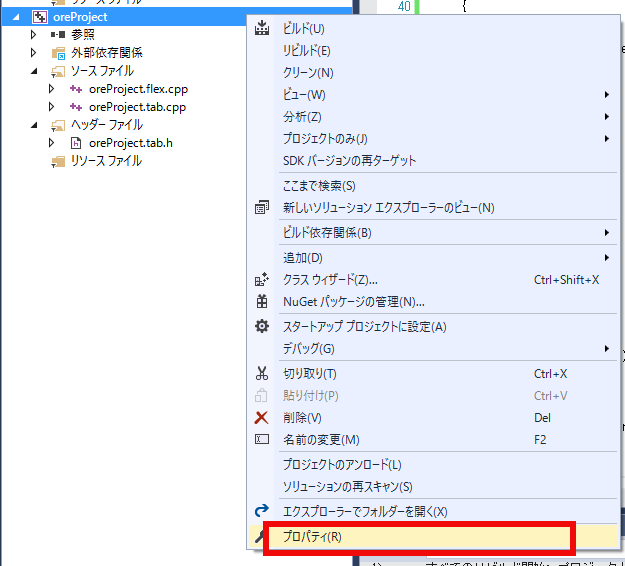 40
{
oreProject
参照
外部依存関係
ソース ファイル
oreProject.flex.cpp
oreProject.tab.cpp
ヘッダー ファイル
oreProject.tab.h
リソース ファイル
ビルド(U)
リビルド(E)
クリーン(N)
ビュー(W)
分析(Z)
プロジェクトのみ(J)
SDK バージョンの再ターゲット
ここまで検索(S)
新しいソリューション エクスプローラーのビュー(N)
ビルド依存関係(B)
追加(D)
クラス ウィザード(Z)... Ctrl+Shift+X
NuGet パッケージの管理(N)...
スタートアップ プロジェクトに設定(A)
デバッグ(G)
切り取り(T) Ctrl+X
貼り付け(P) Ctrl+V
削除(V) Del
名前の変更(M) F2
プロジェクトのアンロード(L)
ソリューションの再スキャン(S)
エクスプローラーでフォルダーを開く(X)
プロパティ(R)